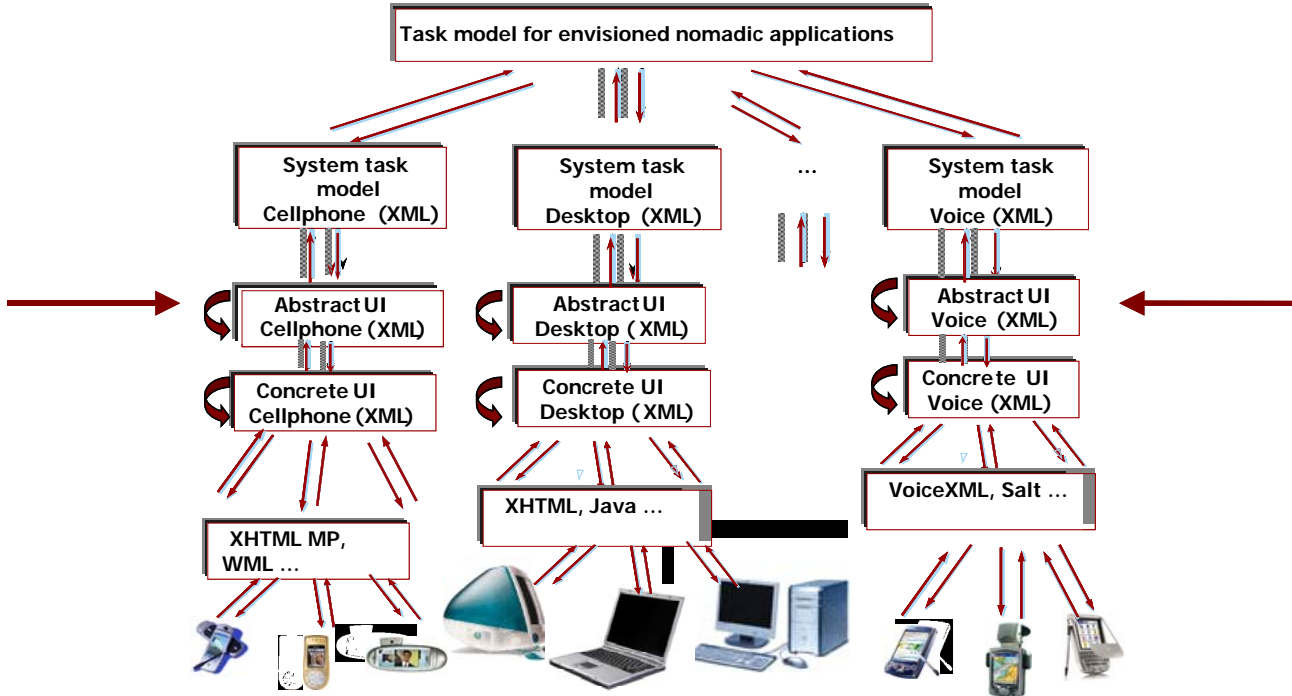 Task model for envisioned nomadic applications
System task
model
Cellphone (XML)
System task
model
Desktop (XML)
...
System task
model
Voice (XML)
Abstract UI
Cellphone (XML)
Abstract UI
Desktop (XML)
Abstract UI
Voice (XML)
Concrete UI
Cellphone (XML)
Concrete UI
Desktop (XML)
Concrete UI
Voice (XML)
XHTML MP,
WML ...
XHTML, Java ...
VoiceXML, Salt ...